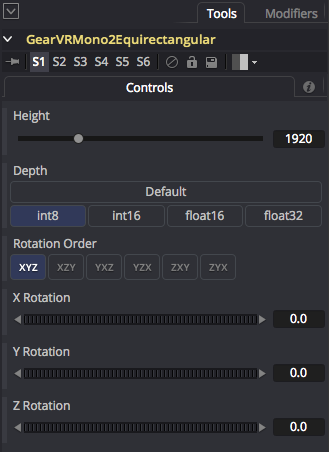 Tools Modifiers
GearVRMono2Equirectangular
S1 S2 S3 S4 S5 S6
Controls
Height
1920
Depth
Default
int8 int16 float16 float32
Rotation Order
XYZ XZY YXZ YZX ZXY ZYX
X Rotation
0.0
Y Rotation
0.0
Z Rotation
0.0